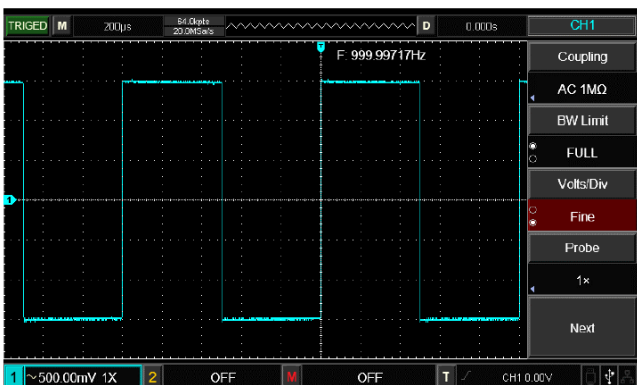 TRIGED M 200μs 64.0kpts D 0.000s CH1
20.0MSa/s
T
F: 999.99717Hz
Coupling
AC 1MΩ
BW Limit
FULL
Volts/Div
1
Fine
Probe
1×
Next
1 ~500.00mV 1X 2 OFF M OFF T CH1 0.00V